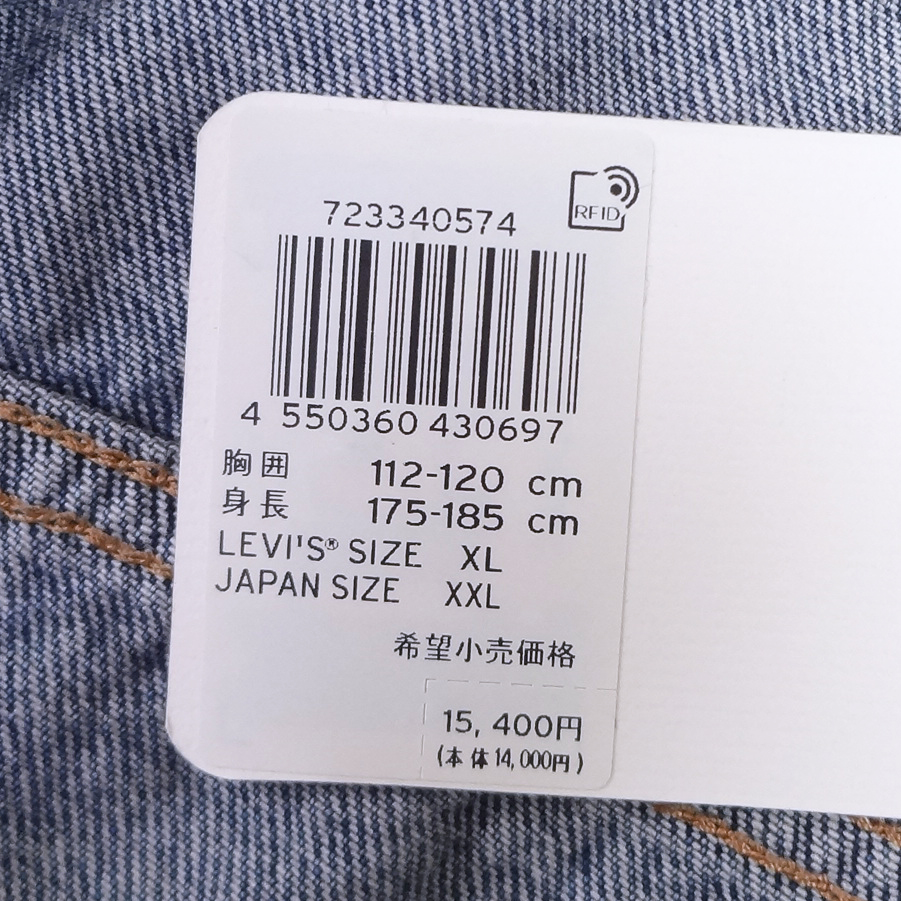 RFID
723340574
4 550360 430697
胸囲 112-120 cm
身長 175-185 cm
LEVI'S® SIZE XL
JAPAN SIZE XXL
希望小売価格
15,400円
(本体14,000円)